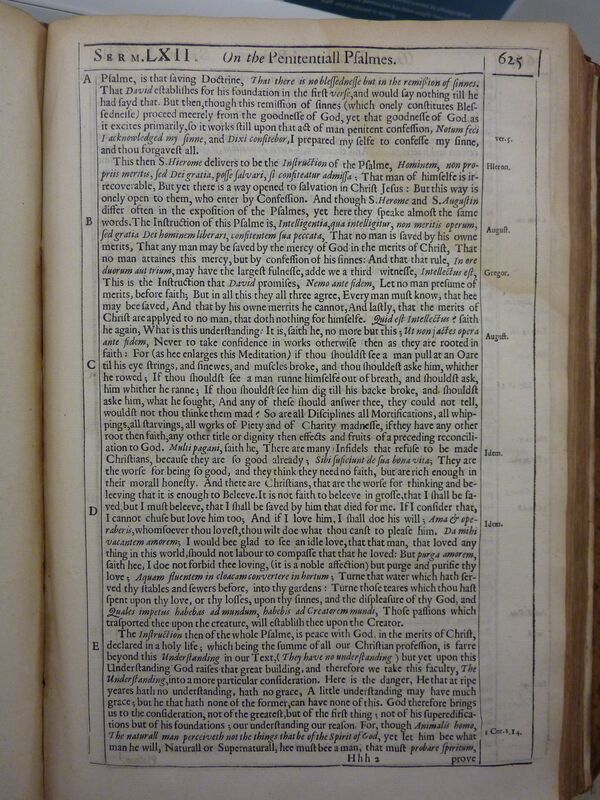 SERM. LXII. On the Penitentiall Psalmes. 625
A Psalme, is that saving Doctrine, That there is no blessednesse but in the remission of sinnes.
That David establishes for his foundation in the first verse, and would say nothing till he
had sayd that. But then, though this remission of sinnes (which onely constitutes Bles-
sednesse) proceed meerely from the goodnesse of God, yet that goodnesse of God, as
it excites primarily, so it works still upon that act of man penitent confession, Notum feci
I acknowledged my sinne, and Dixi confitebor, I prepared my selfe to confesse my sinne, ver. 5.
and thou forgavest all.
This then S. Hierome delivers to be the Instruction of the Psalme, Hominem, non pro- Hieron.
priis meritis, sed Dei gratia, posse salvari, si confiteatur admissa; That man of himselfe is ir-
recoverable, But yet there is a way opened to salvation in Christ Jesus: But this way is
onely open to them, who enter by Confession. And though S. Hierome and S. Augustin
differ often in the exposition of the Psalmes, yet here they speake almost the same
B words. The Instruction of this Psalme is, Intelligentia, qua intelligitur, non meritis operum, August.
sed gratia Dei hominem liberari, confitentem sua peccata, That no man is saved by his owne
merits, That any man may be saved by the mercy of God in the merits of Christ, That
no man attaines this mercy, but by confession of his sinnes: And that that rule, In ore
duorum aut trium, may have the largest fulnesse, adde we a third witnesse, Intellectus est, Gregor.
This is the Instruction that David promises, Nemo ante fidem, Let no man presume of
merits, before faith; But in all this they all three agree, Every man must know, that hee
may bee saved, And that by his owne merits he cannot, And lastly, that the merits of
Christ are applyed to no man, that doth nothing for himselfe. Quid est Intellectus? saith
he again, What is this understanding? It is, saith he, no more but this; Ut non jactes opera August.
ante fidem, Never to take confidence in works otherwise then as they are rooted in
faith: For (as hee enlarges this Meditation) if thou shouldst see a man pull at an Oare
C til his eye strings, and sinewes, and muscles broke, and thou shouldest aske him, whither
he rowed; If thou shouldst see a man runne himselfe out of breath, and shouldst ask,
him whither he ranne; If thou shouldst see him dig till his backe broke, and shouldst
aske him, what he sought, And any of these should answer thee, they could not tell,
wouldst not thou thinke them mad? So are all Disciplines all Mortifications, all whip-
pings, all starvings, all works of Piety and of Charity madnesse, if they have any other
root then faith, any other title or dignity then effects and fruits of a preceding reconcili-
ation to God. Multi pagani, saith he, There are many Infidels that refuse to be made Idem.
Christians, because they are so good already; Sibi sufficiunt de sua bona vita; They are
the worse for being so good, and they think they need no faith, but are rich enough in
their morall honesty. And there are Christians, that are the worse for thinking and be-
leeving that it is enough to Beleeve. It is not faith to beleeve in grosse, that I shall be sa-
D ved, but I must beleeve, that I shall be saved by him that died for me. If I consider that,
I cannot chuse but love him too; And if I love him, I shall doe his will; Ama & ope- Idem.
raberis, whomsoever thou lovest, thou wilt doe what thou canst to please him. Da mihi
vacantem amorem; I would bee glad to see an idle love, that that man, that loved any
thing in this world, should not labour to compasse that that he loved: But purga amorem,
saith hee, I doe not forbid thee loving, (it is a noble affection) but purge and purifie thy
love; Aquam fluentem in cloacam convertere in hortum; Turne that water which hath ser-
ved thy stables and sewers before, into thy gardens: Turne those teares which thou hast
spent upon thy love, or thy losses, upon thy sinnes, and the displeasure of thy God, and
Quales impetus habebas ad mundum, habebis ad Creatorem mundi, Those passions which
trasported thee upon the creature, will establish thee upon the Creator.
The Instruction then of the whole Psalme, is peace with God, in the merits of Christ,
E declared in a holy life; which being the summe of all our Christian profession, is farre
beyond this Understanding in our Text, (They have no understanding) but yet upon this
Understanding God raises that great building, and therefore we take this faculty, The
Understanding, into a more particular consideration. Here is the danger, He that at ripe
yeares hath no understanding, hath no grace, A little understanding may have much
grace; but he that hath none of the former, can have none of this. God therefore brings
us to the consideration, not of the greatest, but of the first thing; not of his superedifica-
tions but of his foundations; our understanding our reason. For, though Animalis homo, 1 Cor. 2. 14.
The naturall man perceiveth not the things that be of the Spirit of God, yet let him bee what
man he will, Naturall or Supernaturall, hee must bee a man, that must probare spiritum,
Hhh 2 prove